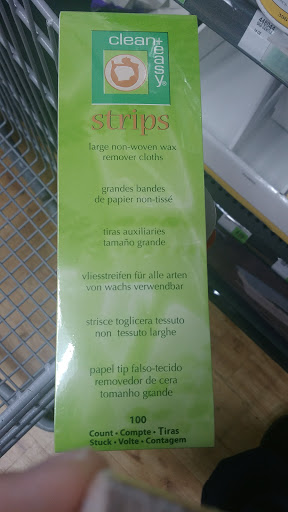 clean+
easy®
strips
large non-woven wax
remover cloths
grandes bandes
de papier non-tissé
tiras auxiliaries
tamaño grande
vliesstreifen für alle arten
von wachs verwendbar
strisce toglicera tessuto
non tessuto larghe
papel tip falso-tecido
removedor de cera
tomanho grande
100
Count • Compte • Tiras
Stuck • Volte • Contagem